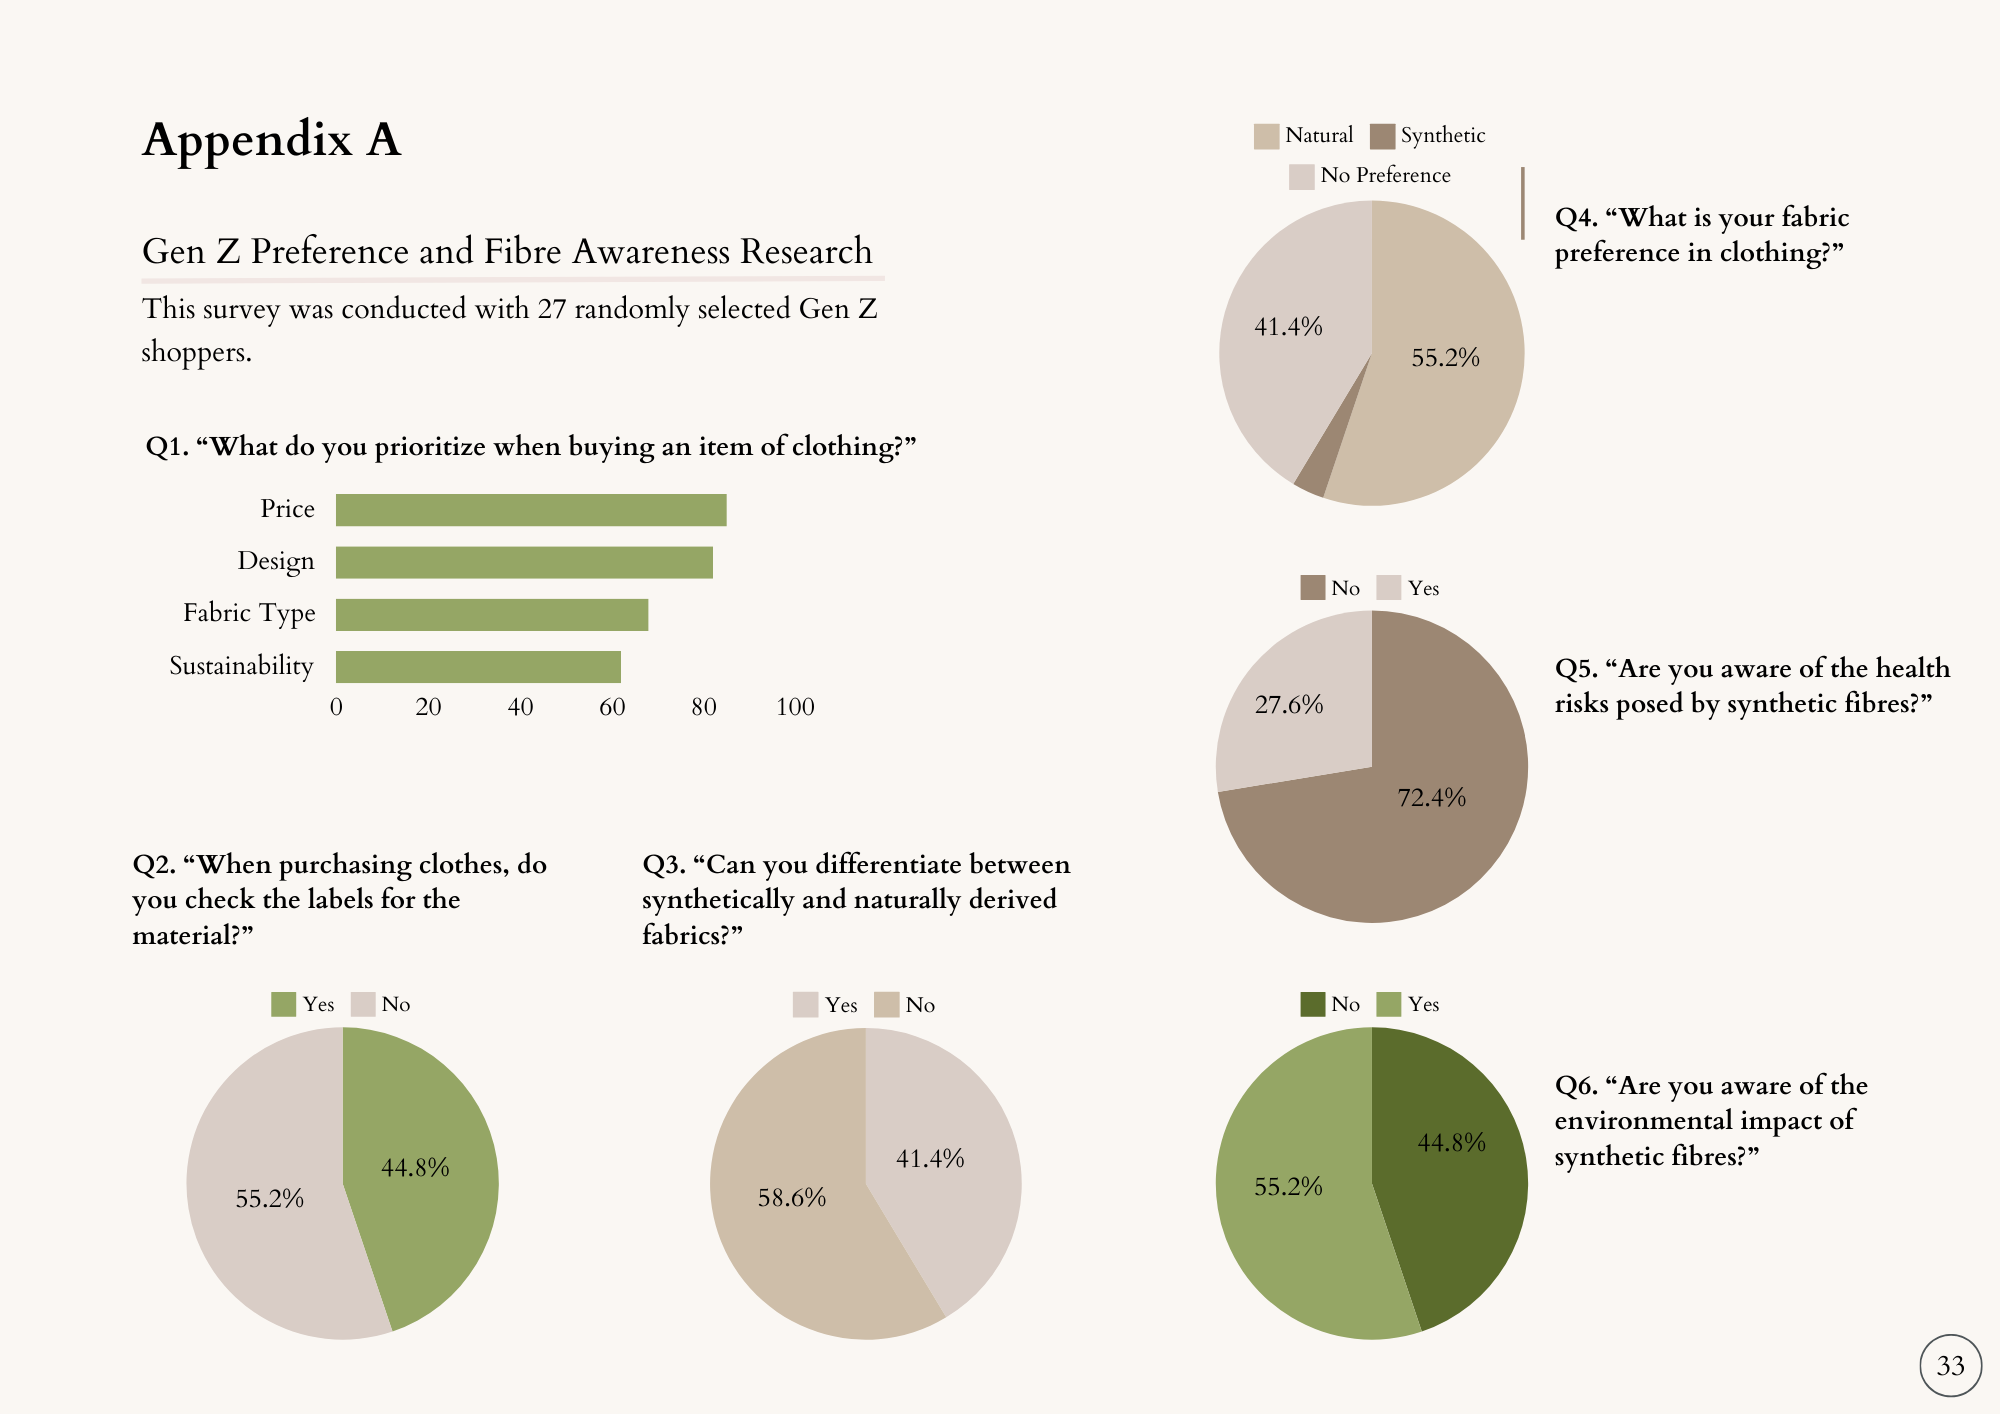 Appendix A
Gen Z Preference and Fibre Awareness Research
This survey was conducted with 27 randomly selected Gen Z
shoppers.
Q1. “What do you prioritize when buying an item of clothing?”
Price
Design
Fabric Type
Sustainability
0 20 40 60 80 100
Q2. “When purchasing clothes, do
you check the labels for the
material?”
Yes No
44.8%
55.2%
Q3. “Can you differentiate between
synthetically and naturally derived
fabrics?”
Yes No
41.4%
58.6%
Natural Synthetic
No Preference
Q4. “What is your fabric
preference in clothing?”
41.4%
55.2%
No Yes
Q5. “Are you aware of the health
risks posed by synthetic fibres?”
27.6%
72.4%
No Yes
Q6. “Are you aware of the
environmental impact of
synthetic fibres?”
44.8%
55.2%
33